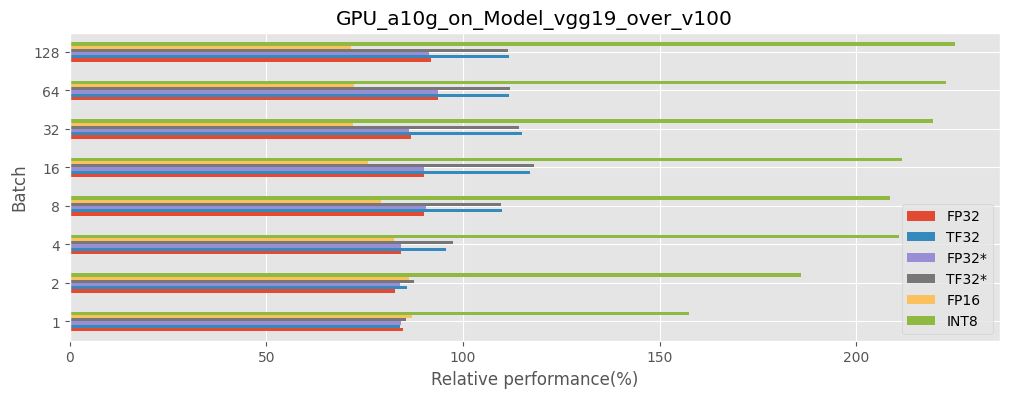 GPU_a10g_on_Model_vgg19_over_v100
Batch
128
64
32
16
8
4
2
1
0
50
100
150
200
Relative performance(%)
FP32
TF32
FP32*
TF32*
FP16
INT8